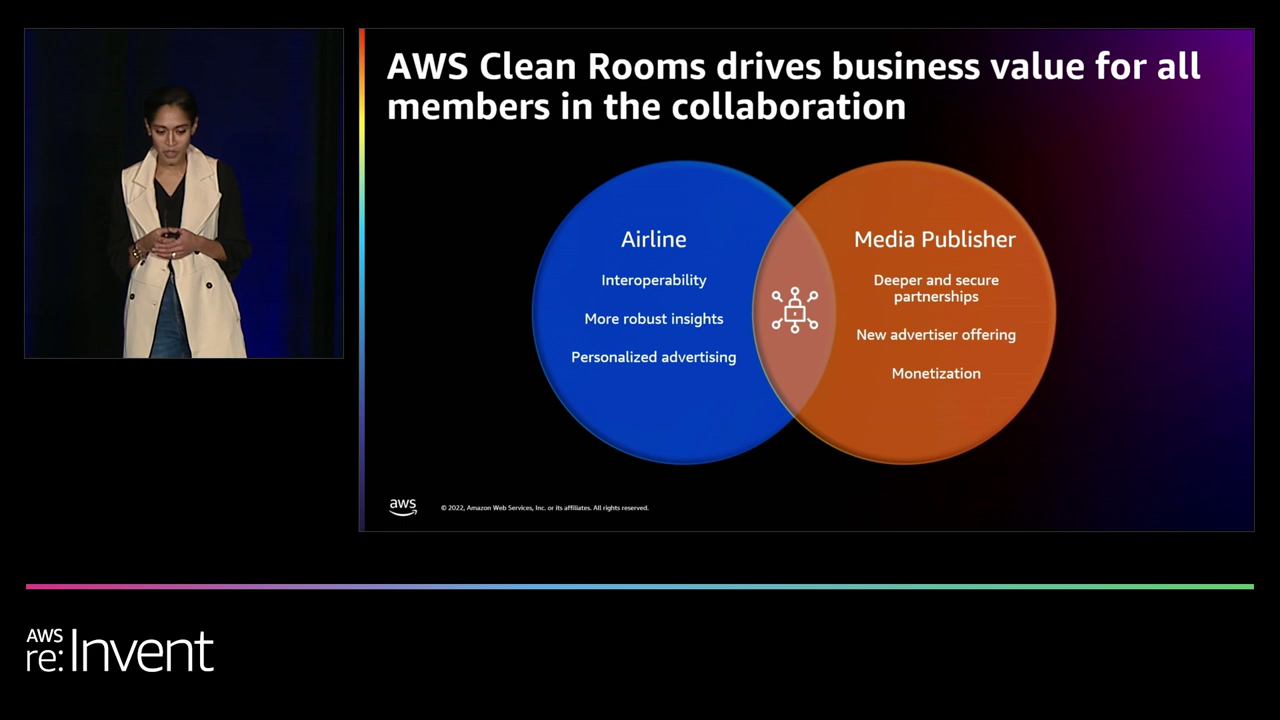 AWS Clean Rooms drives business value for all
members in the collaboration
Airline
Interoperability
More robust insights
Personalized advertising
Media Publisher
Deeper and secure
partnerships
New advertiser offering
Monetization
aws
© 2022, Amazon Web Services, Inc. or its affiliates. All rights reserved.
AWS
re:Invent